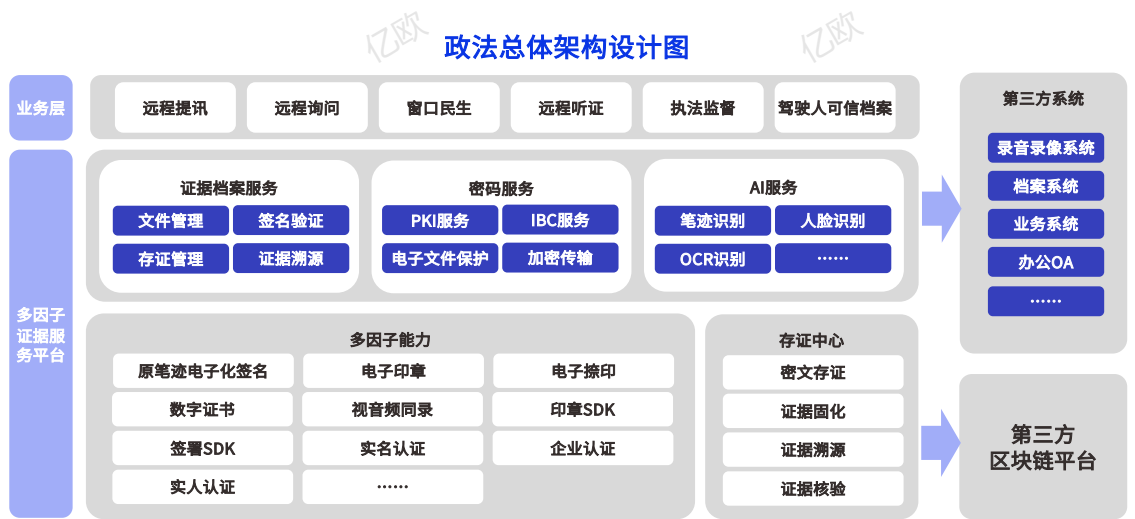 亿欧
亿欧
政法总体架构设计图
业务层
远程提讯
远程询问
窗口民生
远程听证
执法监督
驾驶人可信档案
多因子
证据服
务平台
证据档案服务
文件管理
签名验证
存证管理
证据溯源
密码服务
PKI服务
IBC服务
电子文件保护
加密传输
AI服务
笔迹识别
人脸识别
OCR识别
……
多因子能力
原笔迹电子化签名
电子印章
电子捺印
数字证书
视音频同录
印章SDK
签署SDK
实名认证
企业认证
实人认证
……
存证中心
密文存证
证据固化
证据溯源
证据核验
第三方系统
录音录像系统
档案系统
业务系统
办公OA
……
第三方
区块链平台